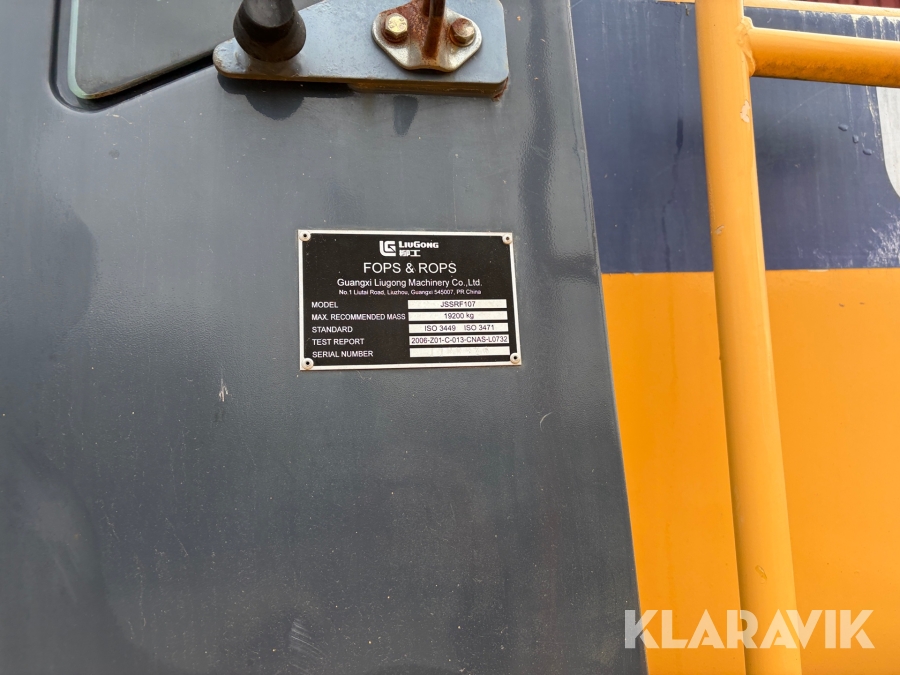 LG LIUGONG
柳工
FOPS & ROPS
Guangxi Liugong Machinery Co.,Ltd.
No.1 Liutai Road, Liuzhou, Guangxi 545007, PR China
MODEL JSSRF107
MAX. RECOMMENDED MASS 19200 kg
STANDARD ISO 3449 ISO 3471
TEST REPORT 2006-Z01-C-013-CNAS-L0732
SERIAL NUMBER
KLARAVIK